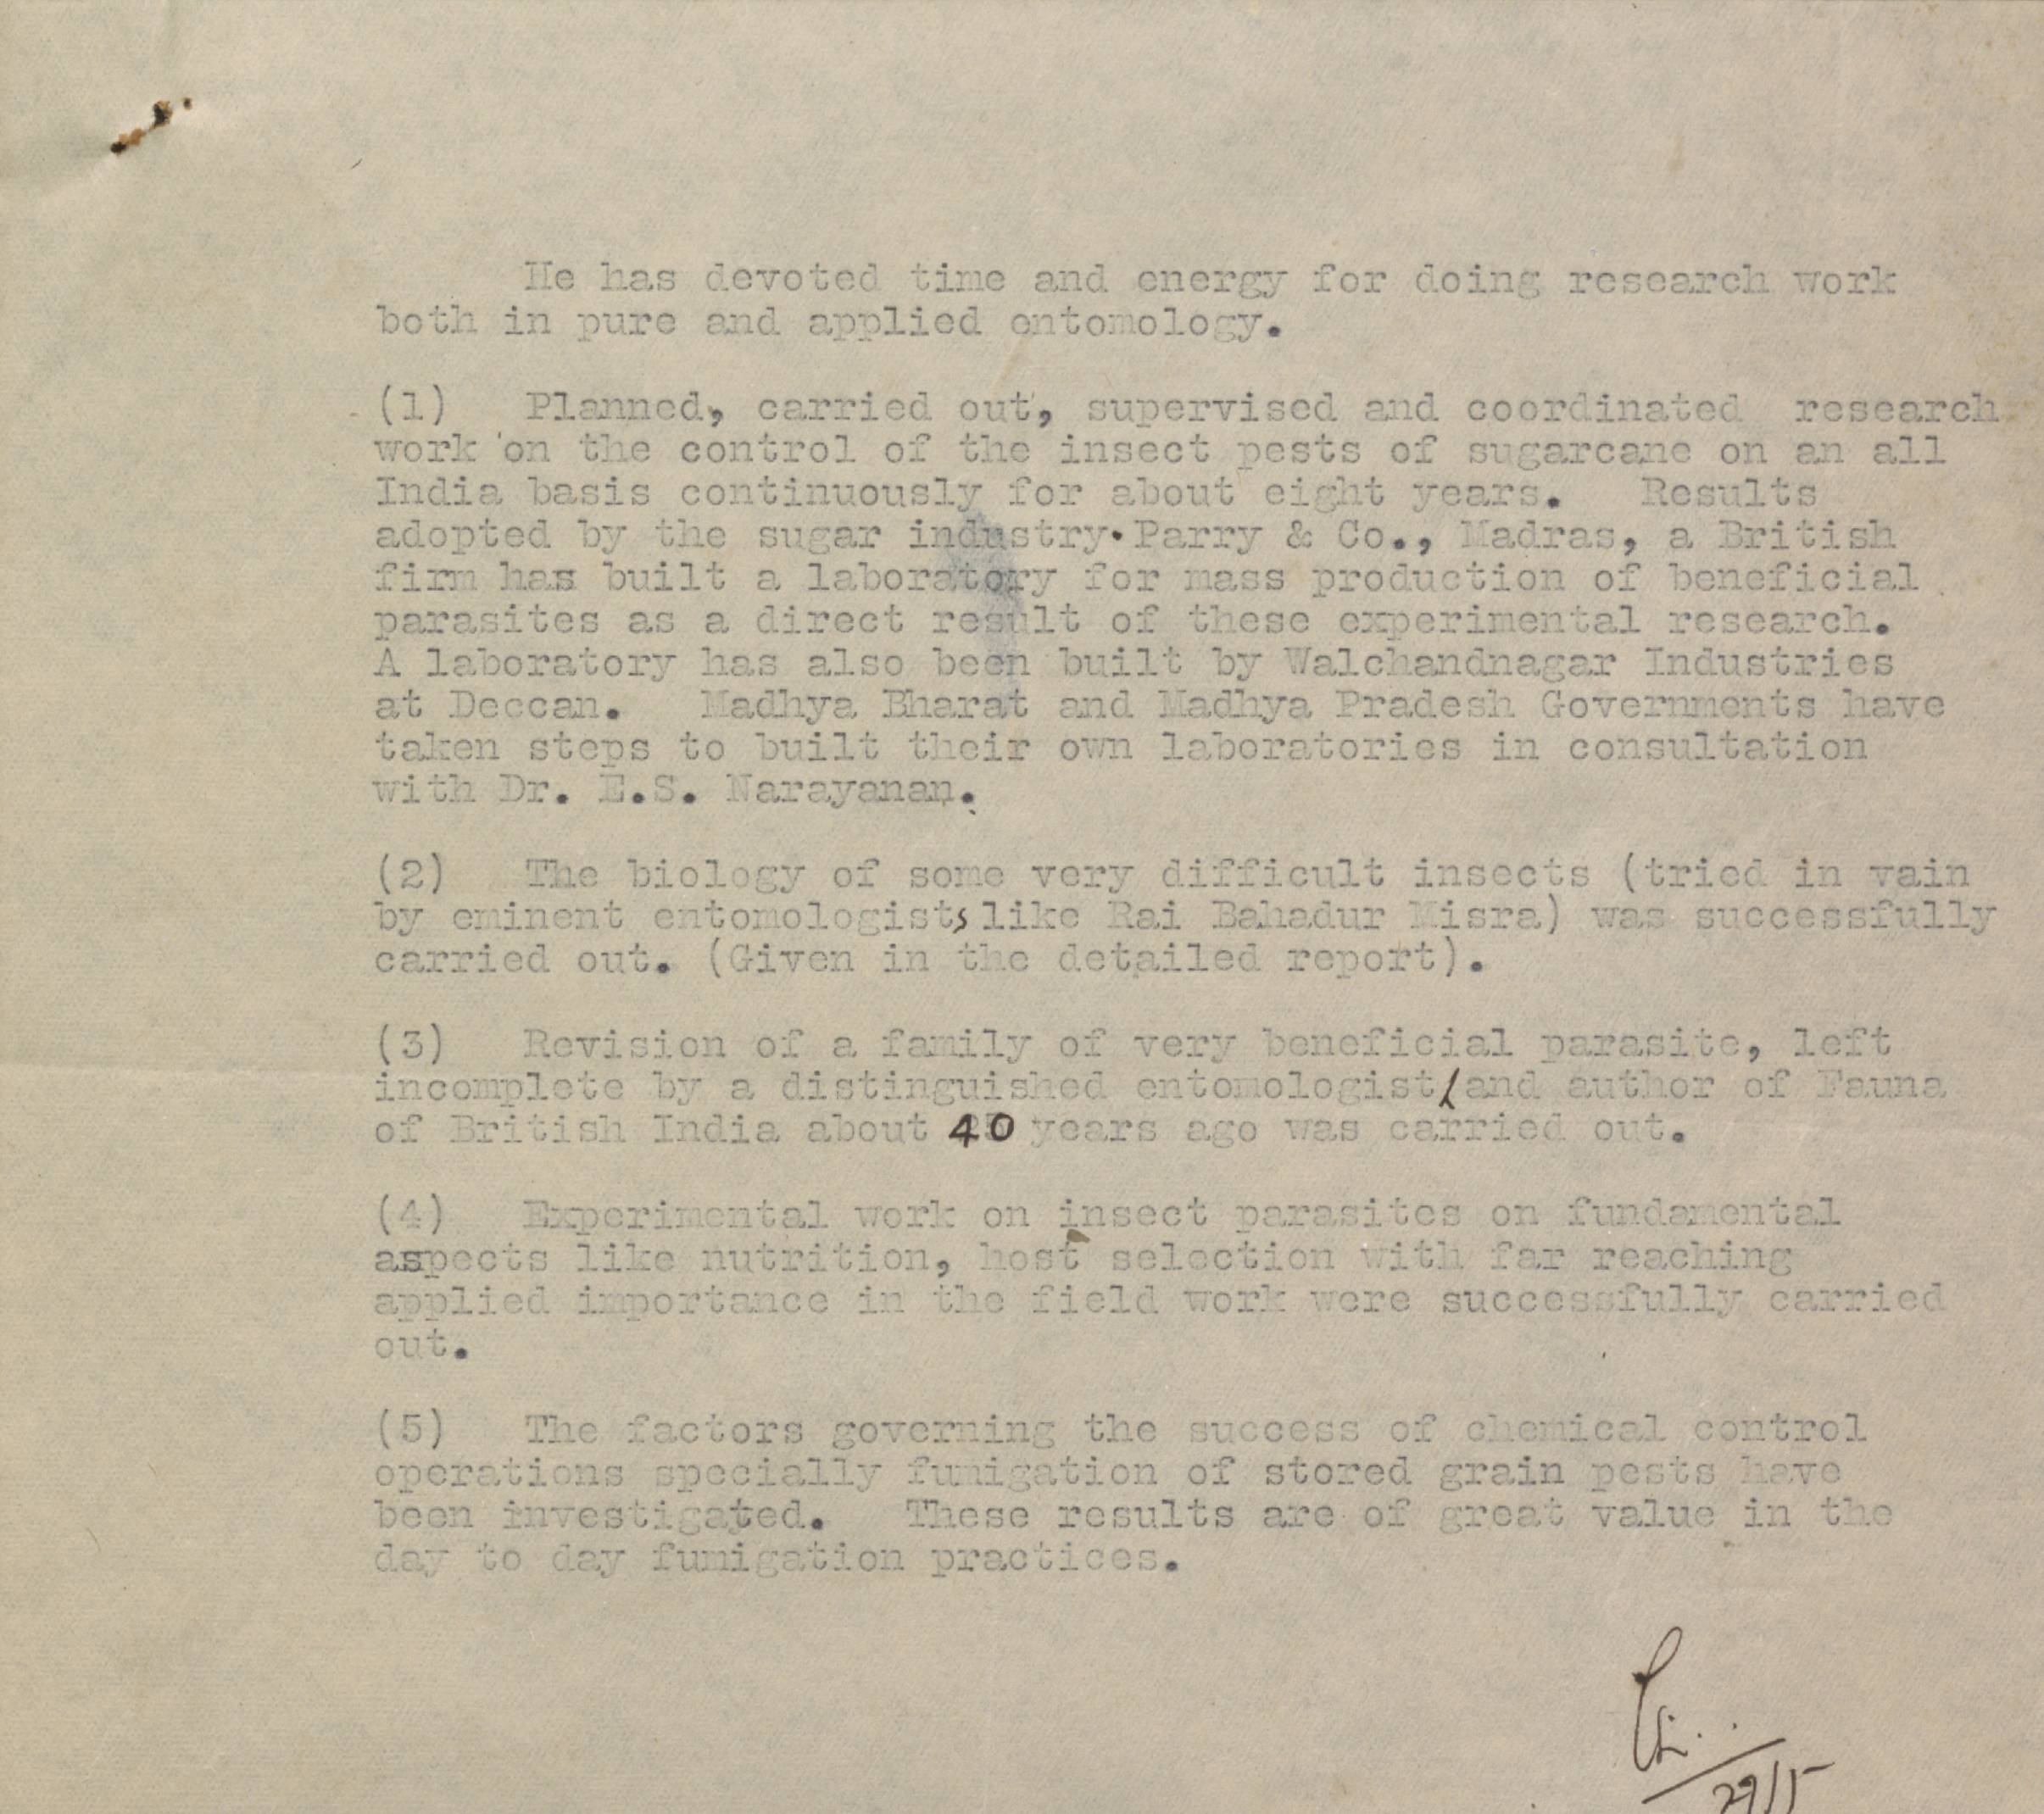 He has devoted time and energy for doing research work
both in pure and applied entomology.
(1) Planned, carried out, supervised and coordinated research
work on the control of the insect pests of sugarcane on an all
India basis continuously for about eight years. Results
adopted by the sugar industry. Parry & Co., Madras, a British
firm has built a laboratory for mass production of beneficial
parasites as a direct result of these experimental research.
A laboratory has also been built by Walchandnagar Industries
at Deccan. Madhya Bharat and Madhya Pradesh Governments have
taken steps to built their own laboratories in consultation
with Dr. E.S. Narayanan.
(2) The biology of some very difficult insects (tried in vain
by eminent entomologists like Rai Bahadur Misra) was successfully
carried out. (Given in the detailed report).
(3) Revision of a family of very beneficial parasite, left
incomplete by a distinguished entomologist and author of Fauna
of British India about 40 years ago was carried out.
(4) Experimental work on insect parasites on fundamental
aspects like nutrition, host selection with far reaching
applied importance in the field work were successfully carried
out.
(5) The factors governing the success of chemical control
operations specially fumigation of stored grain pests have
been investigated. These results are of great value in the
day to day fumigation practices.
29/5